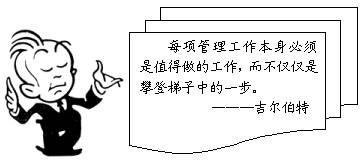 每项管理工作本身必须
是值得做的工作，而不仅仅是
攀登梯子中的一步。
————吉尔伯特